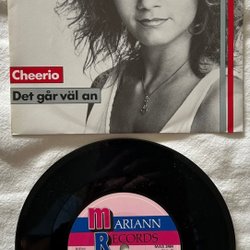 Cheerio
Det går väl an
MARIANN
RECORDS